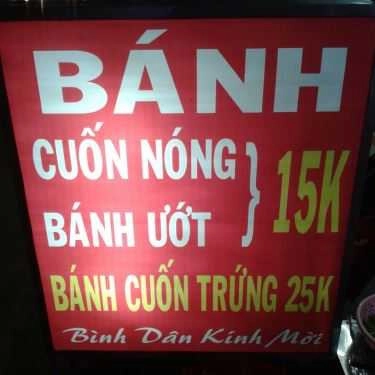 BÁNH
CUỐN NÓNG
BÁNH ƯỚT
} 15K
BÁNH CUỐN TRỨNG 25K
Bình Dân Kính Mời